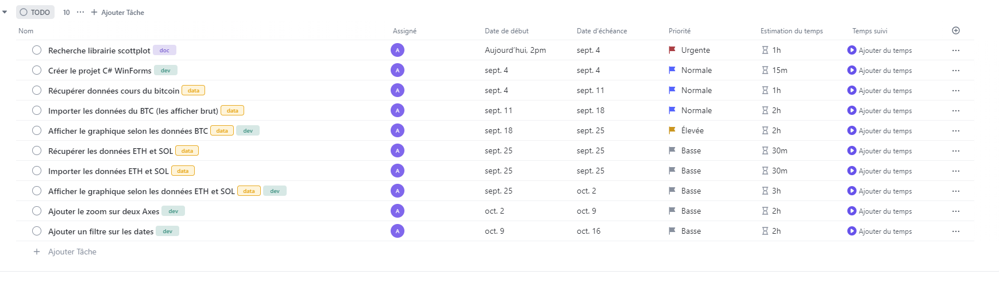 TODO 10 ... + Ajouter Tâche
Nom Assigné Date de début Date d'échéance Priorité Estimation du temps Temps suivi
Recherche librairie scottplot doc A Aujourd'hui, 2pm sept. 4 Urgente 1h Ajouter du temps ...
Créer le projet C# WinForms dev A sept. 4 sept. 4 Normale 15m Ajouter du temps ...
Récupérer données cours du bitcoin data A sept. 4 sept. 11 Normale 1h Ajouter du temps ...
Importer les données du BTC (les afficher brut) data A sept. 11 sept. 18 Normale 2h Ajouter du temps ...
Afficher le graphique selon les données BTC data dev A sept. 18 sept. 25 Élevée 2h Ajouter du temps ...
Récupérer les données ETH et SOL data A sept. 25 sept. 25 Basse 30m Ajouter du temps ...
Importer les données ETH et SOL data A sept. 25 sept. 25 Basse 30m Ajouter du temps ...
Afficher le graphique selon les données ETH et SOL data dev A sept. 25 oct. 2 Basse 3h Ajouter du temps ...
Ajouter le zoom sur deux Axes dev A oct. 2 oct. 9 Basse 2h Ajouter du temps ...
Ajouter un filtre sur les dates dev A oct. 9 oct. 16 Basse 2h Ajouter du temps ...
+ Ajouter Tâche